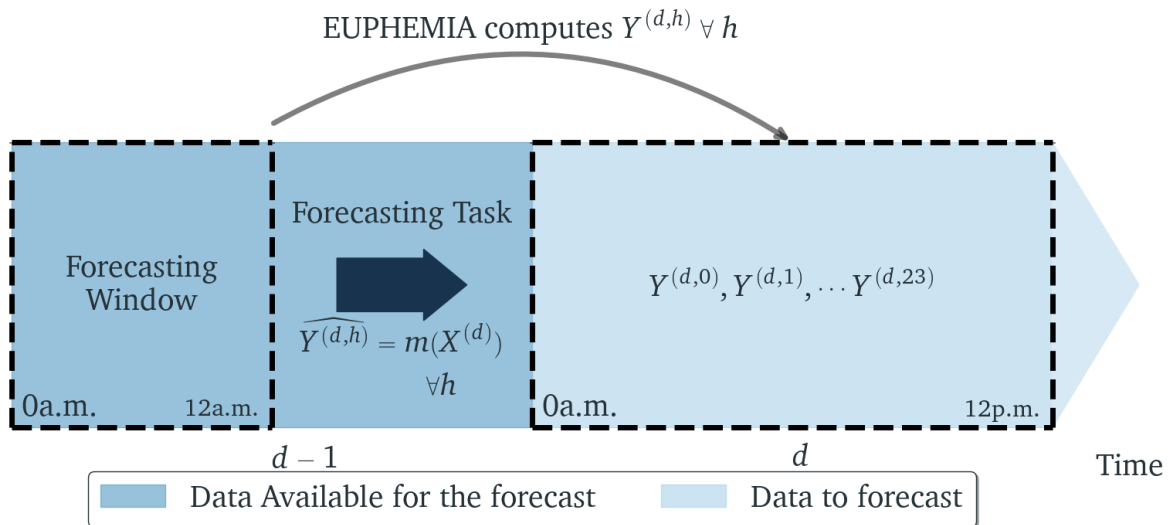 EUPHEMIA computes Y^{(d,h)} ∀ h
Forecasting Task
Forecasting
Window
\widehat{Y^{(d,h)}} = m(X^{(d)})
∀h
Y^{(d,0)}, Y^{(d,1)}, ⋯ Y^{(d,23)}
0a.m.
12a.m.
0a.m.
12p.m.
d − 1
d
Time
Data Available for the forecast
Data to forecast